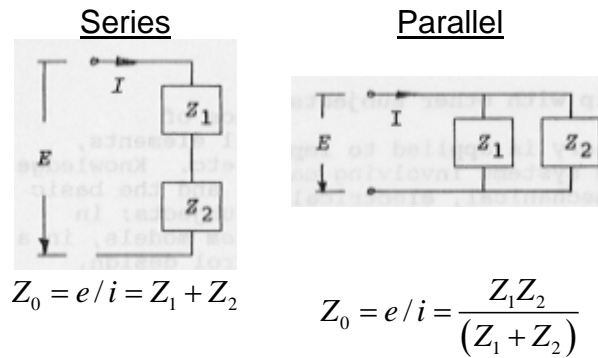 Series
Parallel
I
E
Z1
Z2
I
E
Z1
Z2
Z₀ = e / i = Z₁ + Z₂
Z₀ = e / i = Z₁Z₂ / (Z₁ + Z₂)